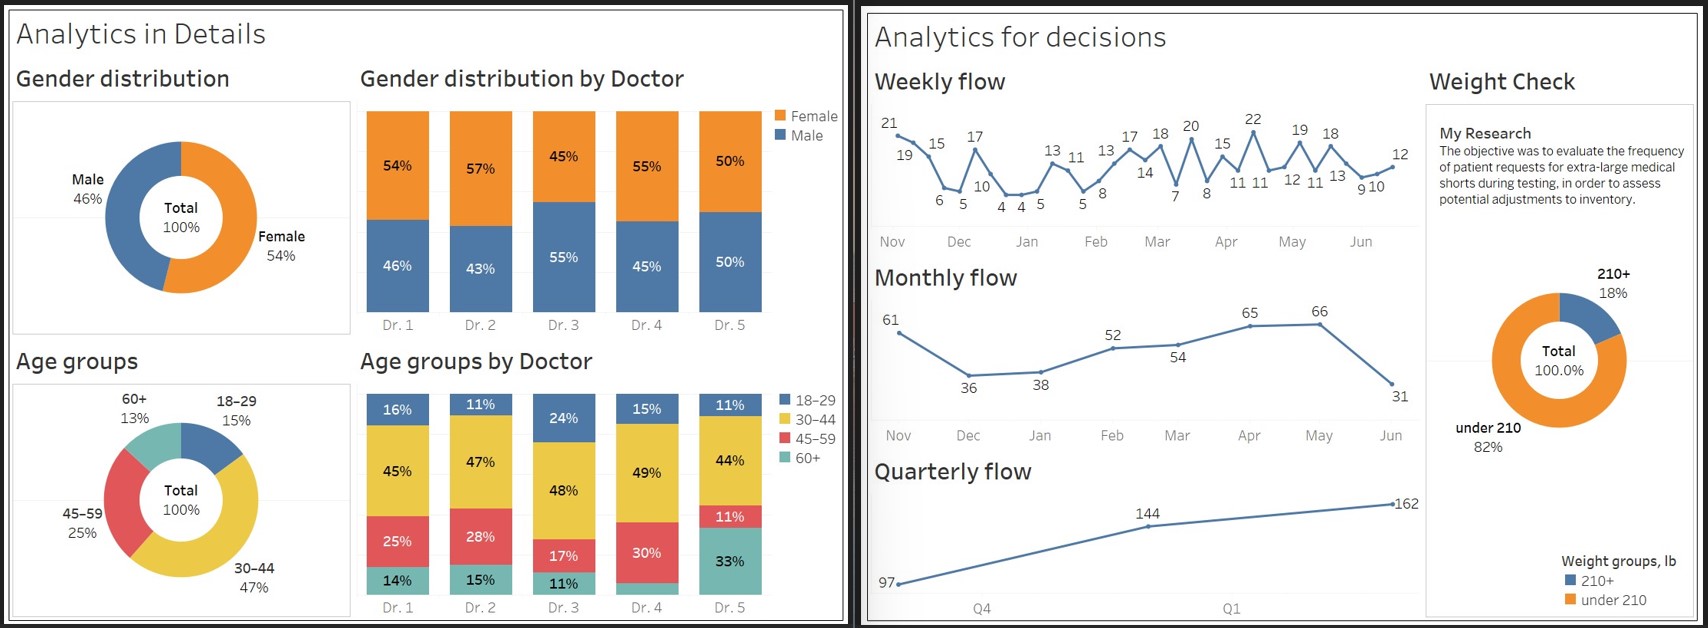 Analytics in Details
Gender distribution
Male
46%
Total
100%
Female
54%
Gender distribution by Doctor
54%
57%
45%
55%
50%
46%
43%
55%
45%
50%
Dr. 1
Dr. 2
Dr. 3
Dr. 4
Dr. 5
Female
Male
Age groups
60+
13%
18–29
15%
Total
100%
45–59
25%
30–44
47%
Age groups by Doctor
16%
11%
24%
15%
11%
45%
47%
48%
49%
44%
25%
28%
17%
30%
11%
14%
15%
11%
33%
Dr. 1
Dr. 2
Dr. 3
Dr. 4
Dr. 5
18–29
30–44
45–59
60+
Analytics for decisions
Weekly flow
21
19
15
6
5
17
10
4
4
5
13
11
5
8
13
17
14
18
7
20
8
15
11
22
11
12
19
11
18
13
9
10
12
Nov
Dec
Jan
Feb
Mar
Apr
May
Jun
Monthly flow
61
36
38
52
54
65
66
31
Nov
Dec
Jan
Feb
Mar
Apr
May
Jun
Quarterly flow
97
144
162
Q4
Q1
Weight Check
My Research
The objective was to evaluate the frequency
of patient requests for extra-large medical
shorts during testing, in order to assess
potential adjustments to inventory.
210+
18%
Total
100.0%
under 210
82%
Weight groups, lb
210+
under 210